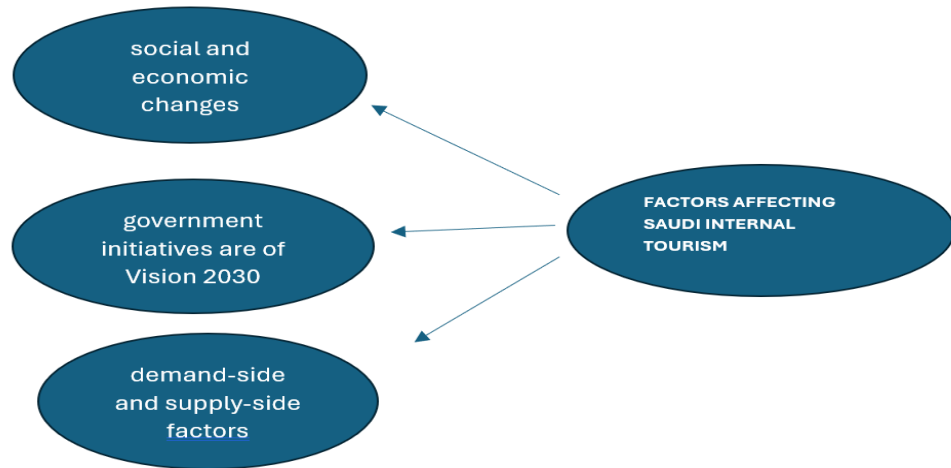 social and
economic
changes
government
initiatives are of
Vision 2030
demand-side
and supply-side
factors
FACTORS AFFECTING
SAUDI INTERNAL
TOURISM